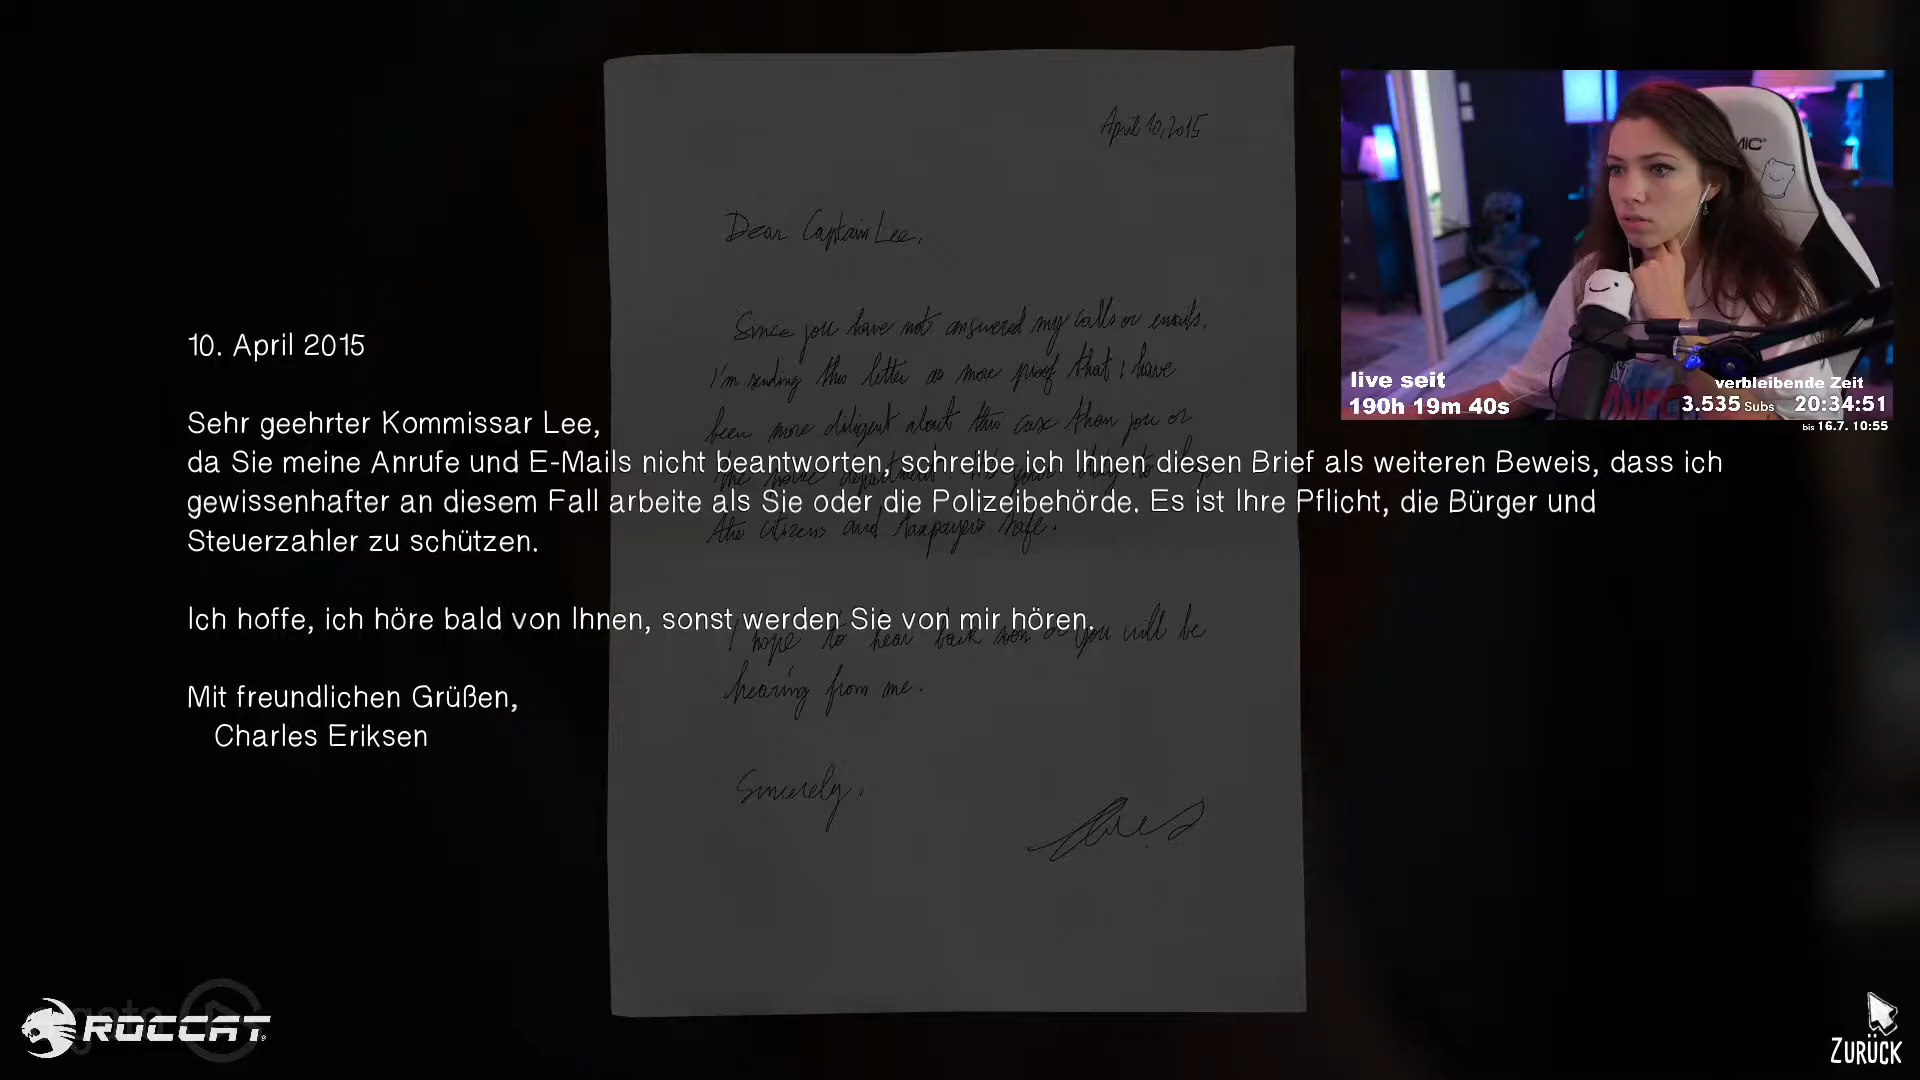 April 10, 2015
Dear Captain Lee,
Since you have not answered my calls or emails.
I'm sending this letter as more proof that I have
been more diligent about this case than you or
the citizens and taxpayers safe.
I hope to hear back soon or you will be
hearing from me.
Sincerely,
10. April 2015
Sehr geehrter Kommissar Lee,
da Sie meine Anrufe und E-Mails nicht beantworten, schreibe ich Ihnen diesen Brief als weiteren Beweis, dass ich
gewissenhafter an diesem Fall arbeite als Sie oder die Polizeibehörde. Es ist Ihre Pflicht, die Bürger und
Steuerzahler zu schützen.
Ich hoffe, ich höre bald von Ihnen, sonst werden Sie von mir hören.
Mit freundlichen Grüßen,
Charles Eriksen
live seit
190h 19m 40s
verbleibende Zeit
3.535 Subs 20:34:51
bis 16.7. 10:55
ROCCAT
ZURÜCK